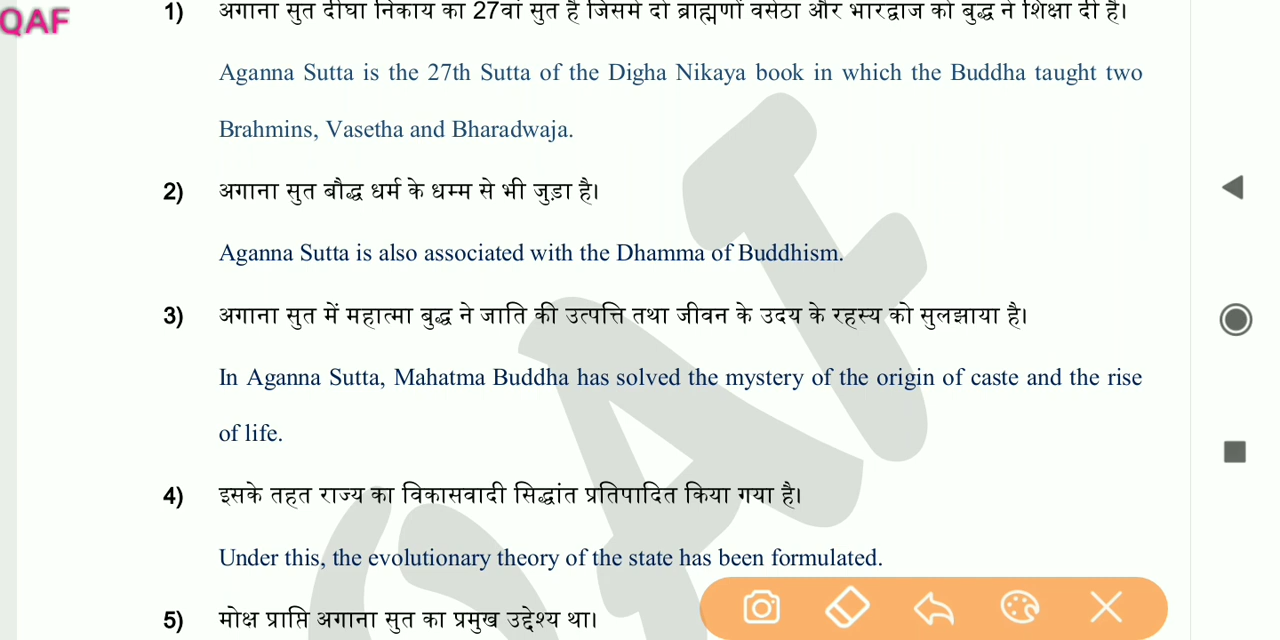 QAF
1) अगाना सुत दीघा निकाय का 27वां सुत है जिसमें दो ब्राह्मणों वसेठा और भारद्वाज को बुद्ध ने शिक्षा दी है।
Aganna Sutta is the 27th Sutta of the Digha Nikaya book in which the Buddha taught two
Brahmins, Vasetha and Bharadwaja.
2) अगाना सुत बौद्ध धर्म के धम्म से भी जुड़ा है।
Aganna Sutta is also associated with the Dhamma of Buddhism.
3) अगाना सुत में महात्मा बुद्ध ने जाति की उत्पत्ति तथा जीवन के उदय के रहस्य को सुलझाया है।
In Aganna Sutta, Mahatma Buddha has solved the mystery of the origin of caste and the rise
of life.
4) इसके तहत राज्य का विकासवादी सिद्धांत प्रतिपादित किया गया है।
Under this, the evolutionary theory of the state has been formulated.
5) मोक्ष प्राप्ति अगाना सुत का प्रमुख उद्देश्य था।
QAF